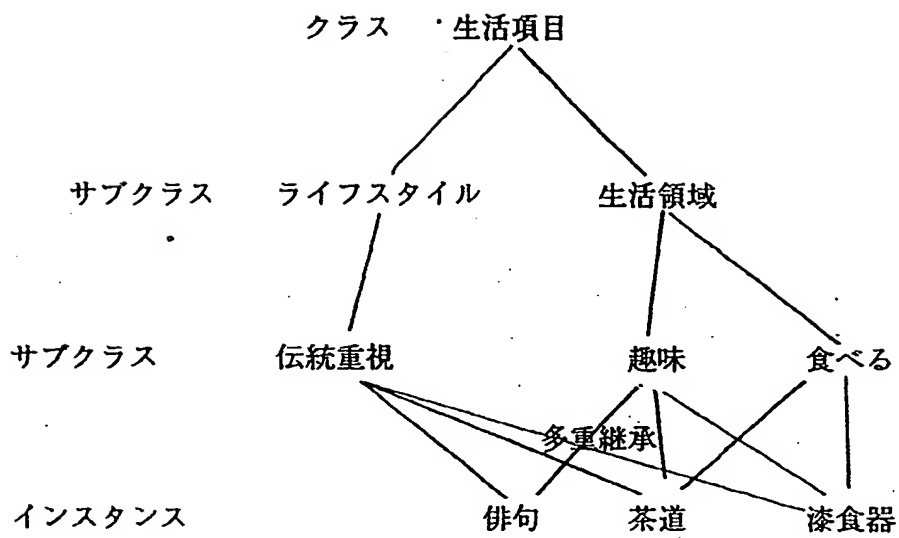 クラス 生活項目
サブクラス ライフスタイル 生活領域
サブクラス 伝統重視 趣味 食べる
多重継承
インスタンス 俳句 茶道 漆食器